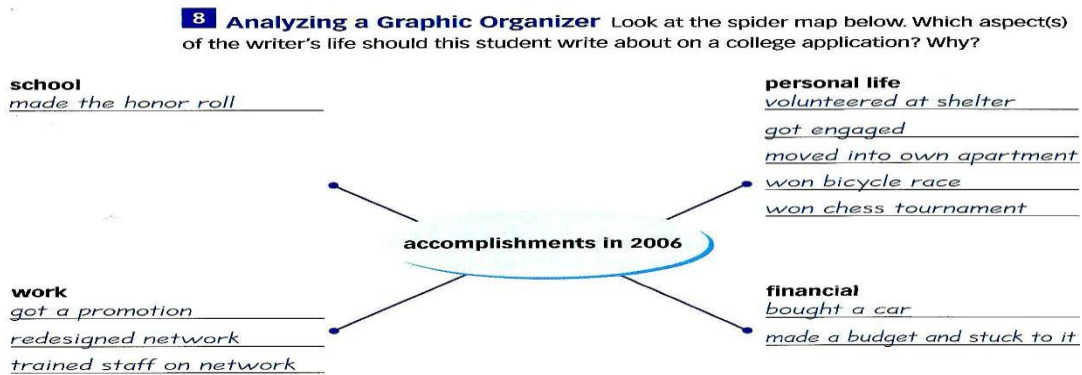 8 Analyzing a Graphic Organizer Look at the spider map below. Which aspect(s)
of the writer's life should this student write about on a college application? Why?
school
made the honor roll
personal life
volunteered at shelter
got engaged
moved into own apartment
won bicycle race
won chess tournament
accomplishments in 2006
work
got a promotion
redesigned network
trained staff on network
financial
bought a car
made a budget and stuck to it